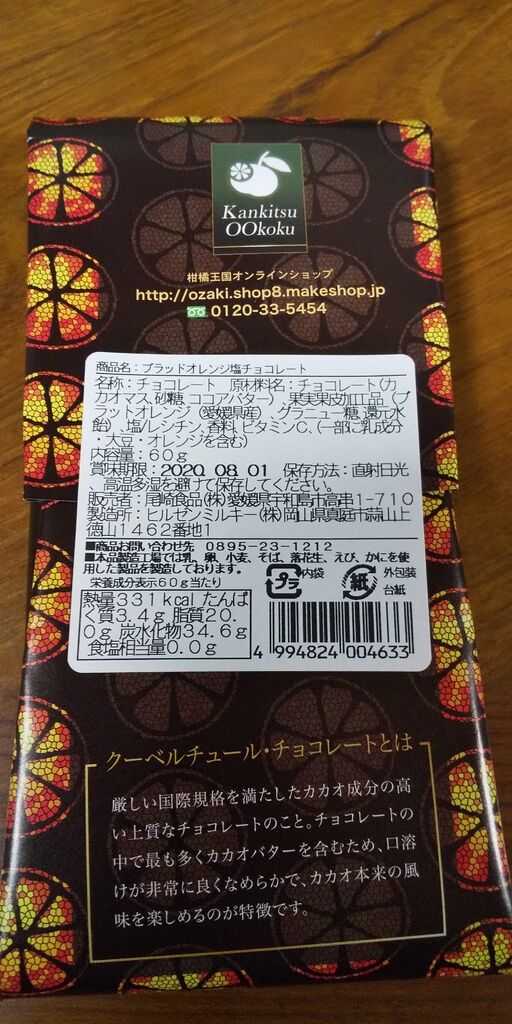 Kankitsu
OOkoku
柑橘王国オンラインショップ
http://ozaki.shop8.makeshop.jp
0120-33-5454
商品名：ブラッドオレンジ塩チョコレート
名称：チョコレート　原材料名：チョコレート（カ
カオマス、砂糖、ココアバター）、果実果皮加工品（ブ
ラットオレンジ（愛媛県産）、グラニュー糖、還元水
飴）、塩/レシチン、香料、ビタミンC、（一部に乳成分
・大豆・オレンジを含む）
内容量：60g
賞味期限：2020.08.01　保存方法：直射日光
、高温多湿を避けて保存してください。
販売者：尾崎食品（株）愛媛県宇和島市高串1-710
製造所：ヒルゼンミルキー（株）岡山県真庭市蒜山上
徳山1462番地1
■商品お問い合わせ先　0895-23-1212
■本品製造工場では乳、卵、小麦、そば、落花生、えび、かにを使
用した製品を製造しております。
栄養成分表示60g当たり
熱量331kcal たんぱ
く質3.4g 脂質20.
0g 炭水化物34.6g
食塩相当量0.0g
プラ 内袋
紙 外包装
台紙
4 994824 004633
クーベルチュール・チョコレートとは
厳しい国際規格を満たしたカカオ成分の高
い上質なチョコレートのこと。チョコレートの
中で最も多くカカオバターを含むため、口溶
けが非常に良くなめらかで、カカオ本来の風
味を楽しめるのが特徴です。